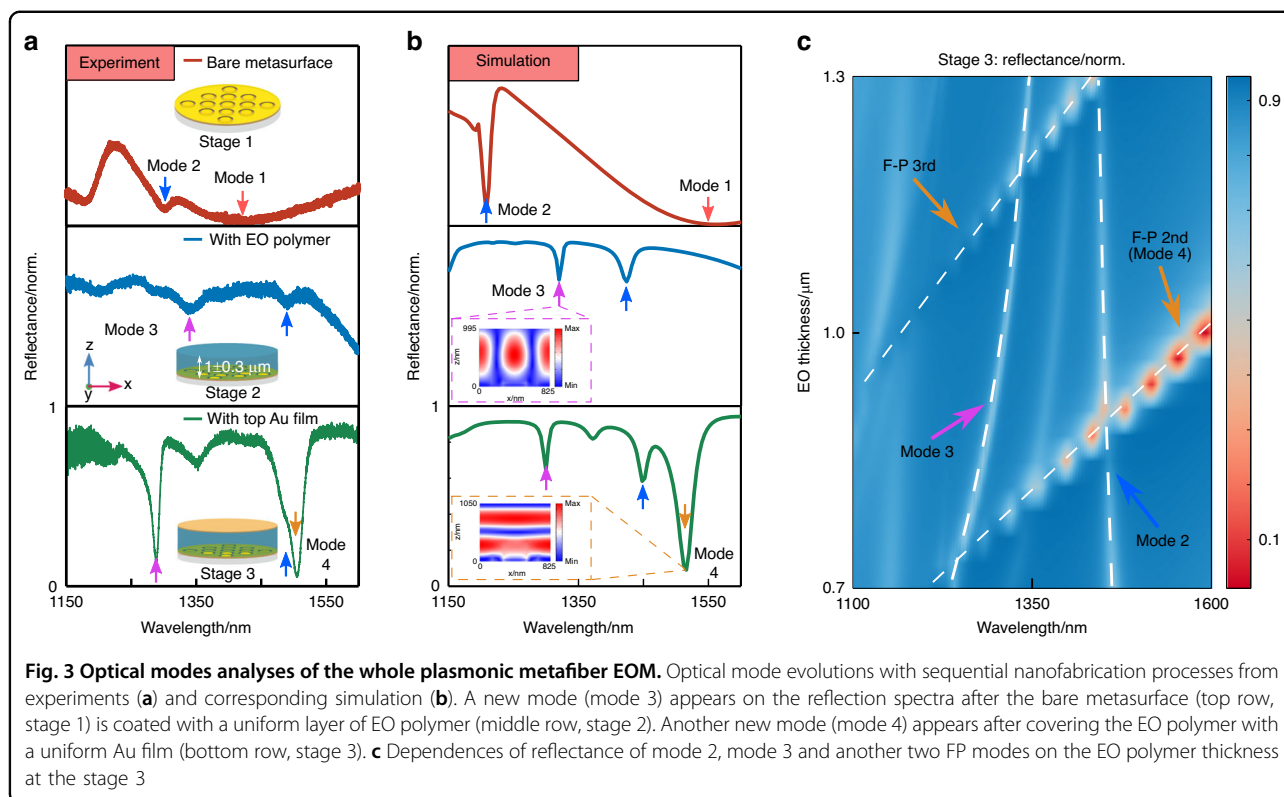 a
Experiment
Bare metasurface
Stage 1
Mode 2
Mode 1
With EO polymer
Mode 3
z
x
y
1±0.3 μm
Stage 2
1
With top Au film
Stage 3
Mode
4
0
1150
1350
1550
Wavelength/nm
Reflectance/norm.
b
Simulation
Mode 1
Mode 2
Mode 3
995
z/nm
0
0
x/nm
825
Max
Min
1
1050
z/nm
0
0
x/nm
825
Max
Min
Mode
4
0
1150
1350
1550
Wavelength/nm
Reflectance/norm.
c
Stage 3: reflectance/norm.
1.3
1.0
0.7
EO thickness/μm
F-P 3rd
F-P 2nd
(Mode 4)
Mode 3
Mode 2
1100
1350
1600
Wavelength/nm
0.9
0.1
Fig. 3 Optical modes analyses of the whole plasmonic metafiber EOM. Optical mode evolutions with sequential nanofabrication processes from
experiments (a) and corresponding simulation (b). A new mode (mode 3) appears on the reflection spectra after the bare metasurface (top row,
stage 1) is coated with a uniform layer of EO polymer (middle row, stage 2). Another new mode (mode 4) appears after covering the EO polymer with
a uniform Au film (bottom row, stage 3). c Dependences of reflectance of mode 2, mode 3 and another two FP modes on the EO polymer thickness
at the stage 3